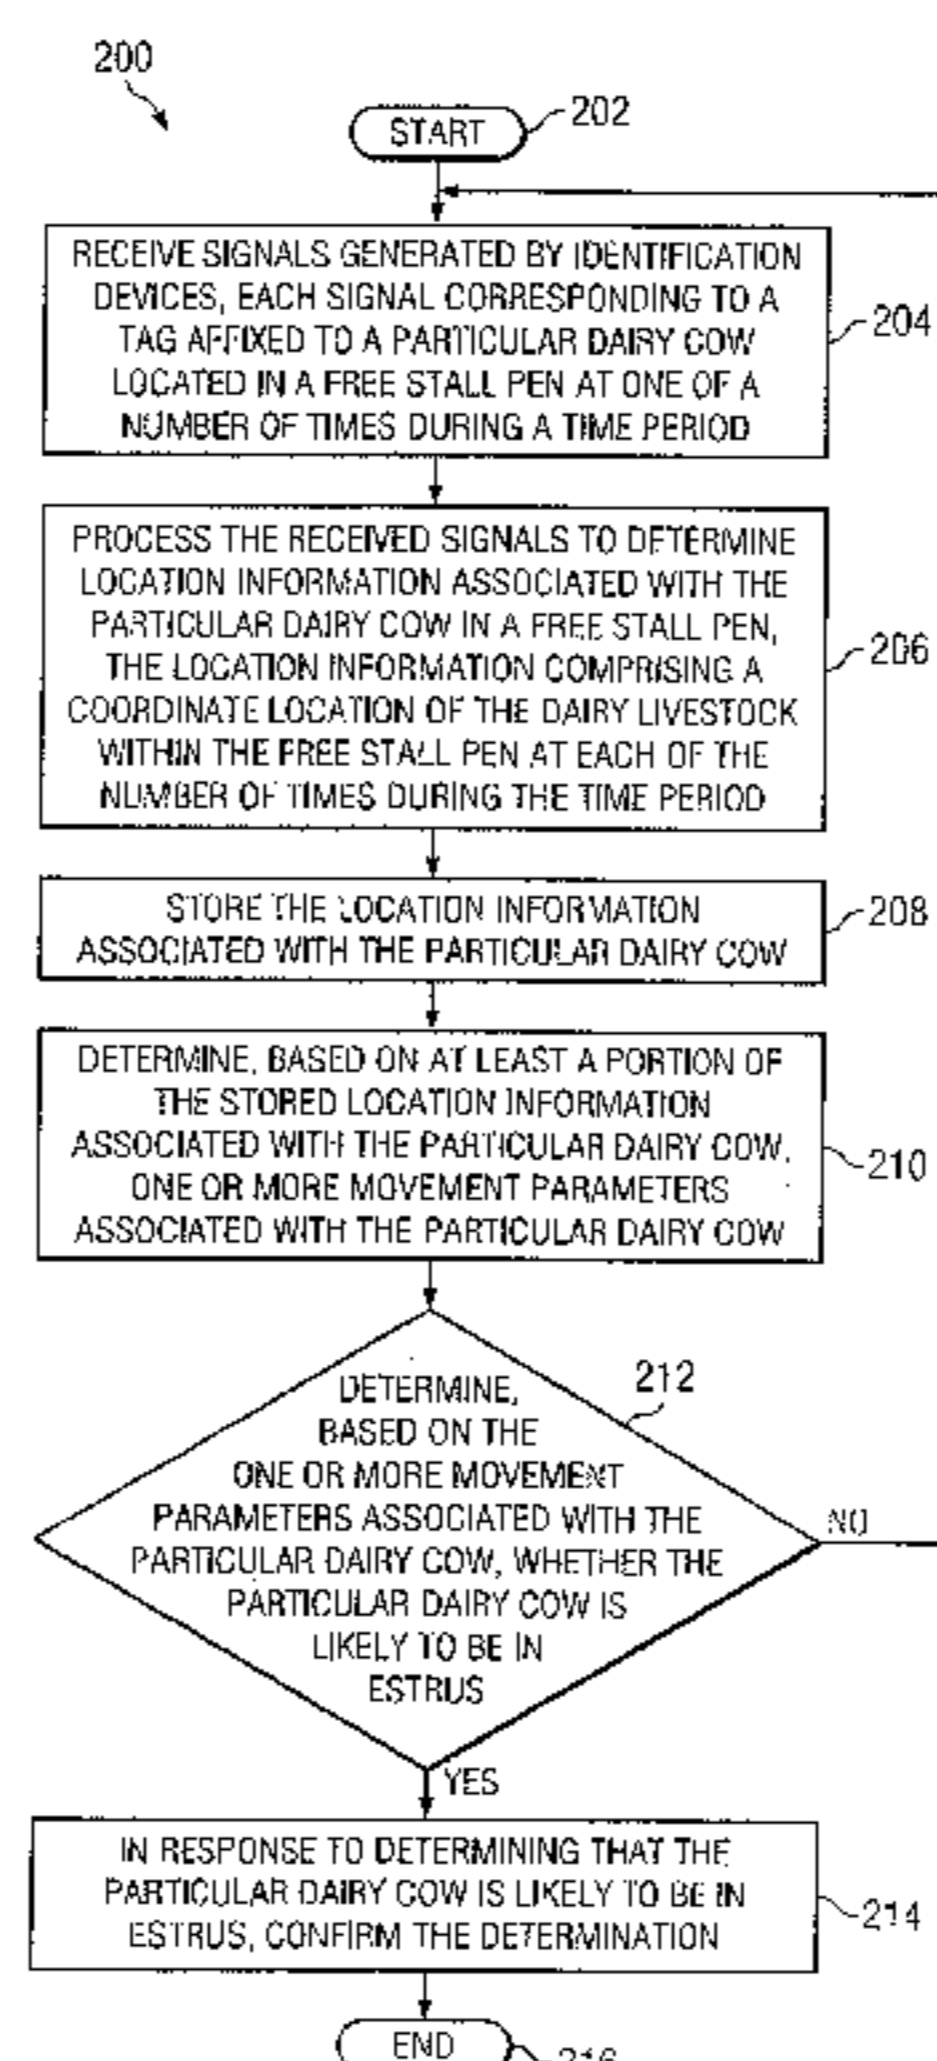 200
START
202
RECEIVE SIGNALS GENERATED BY IDENTIFICATION
DEVICES, EACH SIGNAL CORRESPONDING TO A
TAG AFFIXED TO A PARTICULAR DAIRY COW
LOCATED IN A FREE STALL PEN AT ONE OF A
NUMBER OF TIMES DURING A TIME PERIOD
204
PROCESS THE RECEIVED SIGNALS TO DETERMINE
LOCATION INFORMATION ASSOCIATED WITH THE
PARTICULAR DAIRY COW IN A FREE STALL PEN,
THE LOCATION INFORMATION COMPRISING A
COORDINATE LOCATION OF THE DAIRY LIVESTOCK
WITHIN THE FREE STALL PEN AT EACH OF THE
NUMBER OF TIMES DURING THE TIME PERIOD
206
STORE THE LOCATION INFORMATION
ASSOCIATED WITH THE PARTICULAR DAIRY COW
208
DETERMINE, BASED ON AT LEAST A PORTION OF
THE STORED LOCATION INFORMATION
ASSOCIATED WITH THE PARTICULAR DAIRY COW,
ONE OR MORE MOVEMENT PARAMETERS
ASSOCIATED WITH THE PARTICULAR DAIRY COW
210
212
DETERMINE,
BASED ON THE
ONE OR MORE MOVEMENT
PARAMETERS ASSOCIATED WITH THE
PARTICULAR DAIRY COW, WHETHER THE
PARTICULAR DAIRY COW IS
LIKELY TO BE IN
ESTRUS
NO
YES
IN RESPONSE TO DETERMINING THAT THE
PARTICULAR DAIRY COW IS LIKELY TO BE IN
ESTRUS, CONFIRM THE DETERMINATION
214
END
216